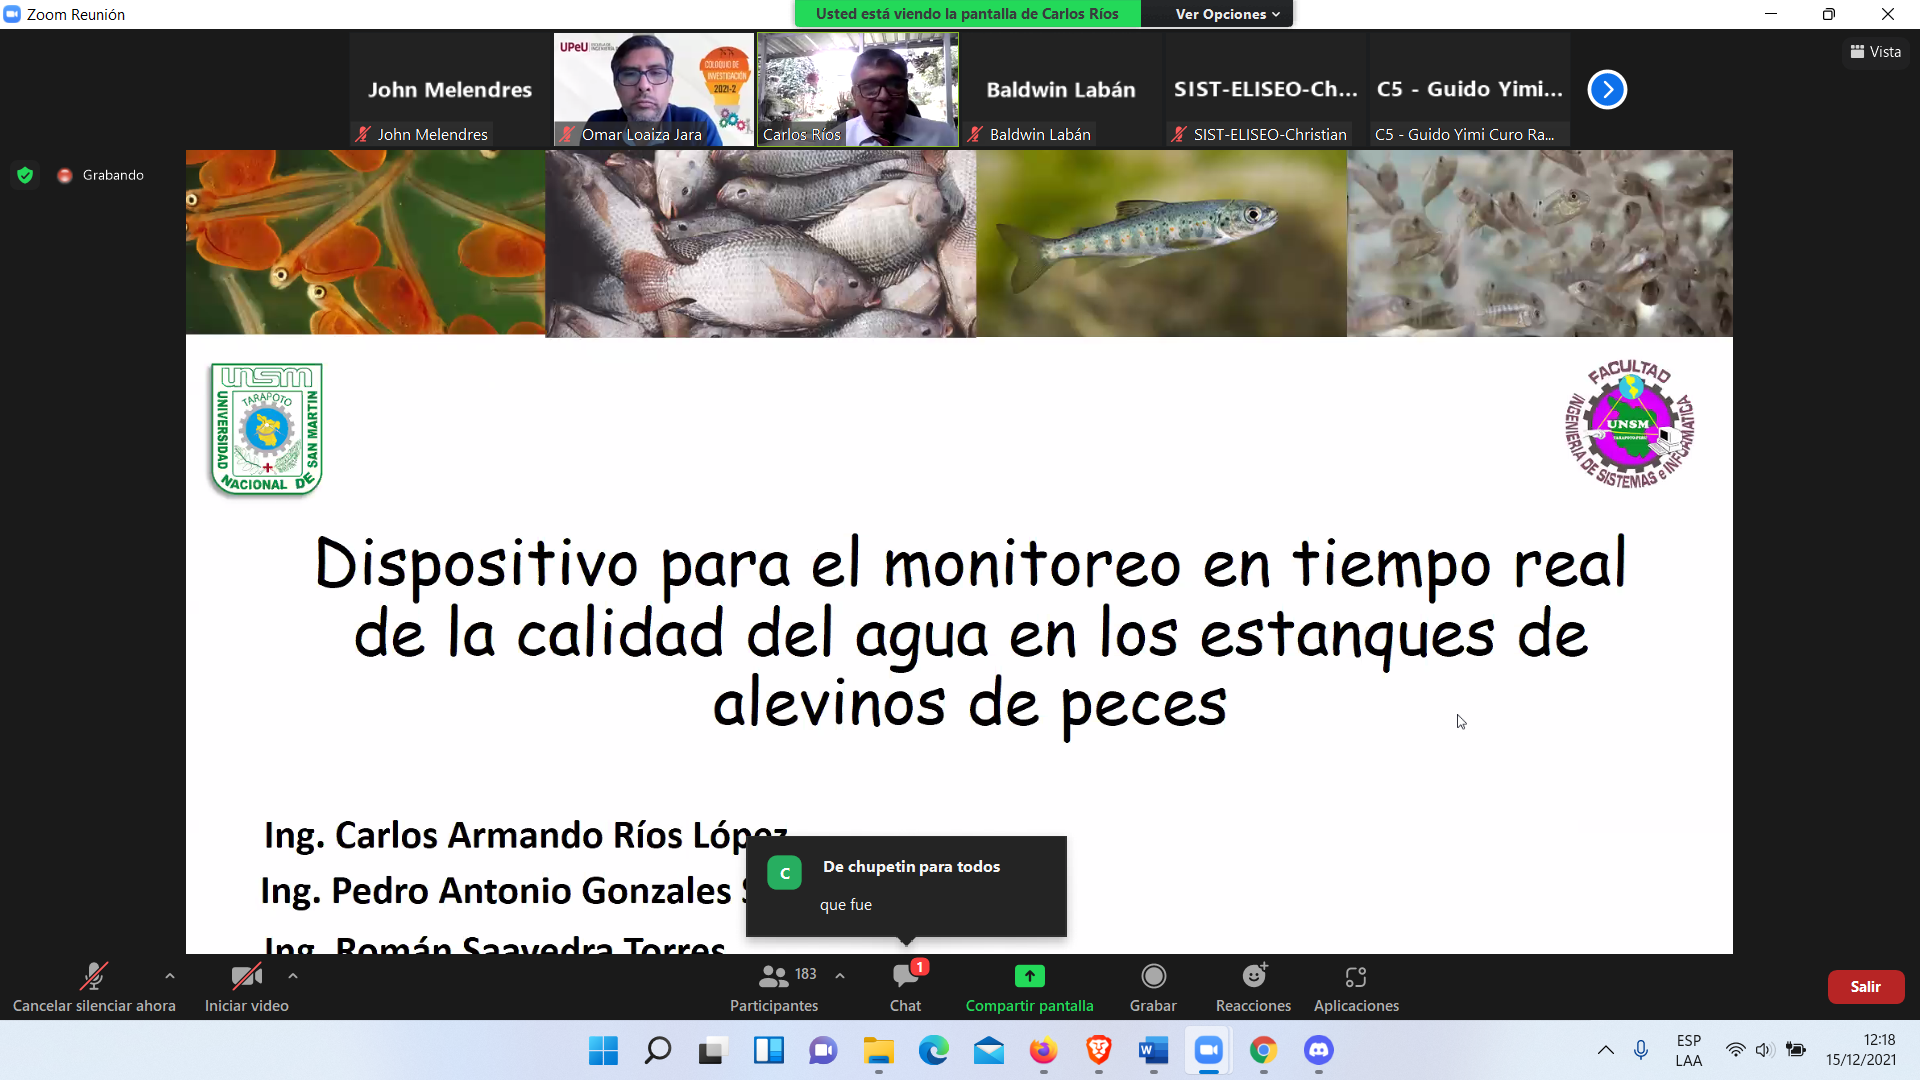 Zoom Reunión
Usted está viendo la pantalla de Carlos Ríos
Ver Opciones
Vista
John Melendres
UPeU
COLOQUIO DE
INVESTIGACIÓN
2021-2
Baldwin Labán
SIST-ELISEO-Ch...
C5 - Guido Yimi...
John Melendres
Omar Loaiza Jara
Carlos Ríos
Baldwin Labán
SIST-ELISEO-Christian
C5 - Guido Yimi Curo Ra...
Grabando
unsm
TARAPOTO
UNIVERSIDAD
NACIONAL DE
SAN MARTIN
FACULTAD
INGENIERIA DE SISTEMAS e INFORMATICA
UNSM
Dispositivo para el monitoreo en tiempo real
de la calidad del agua en los estanques de
alevinos de peces
Ing. Carlos Armando Ríos López
Ing. Pedro Antonio Gonzales S
Ing. Román Saavedra Torres
C
De chupetin para todos
que fue
Cancelar silenciar ahora
Iniciar video
183
Participantes
1
Chat
Compartir pantalla
Grabar
Reacciones
Aplicaciones
Salir
ESP
LAA
12:18
15/12/2021